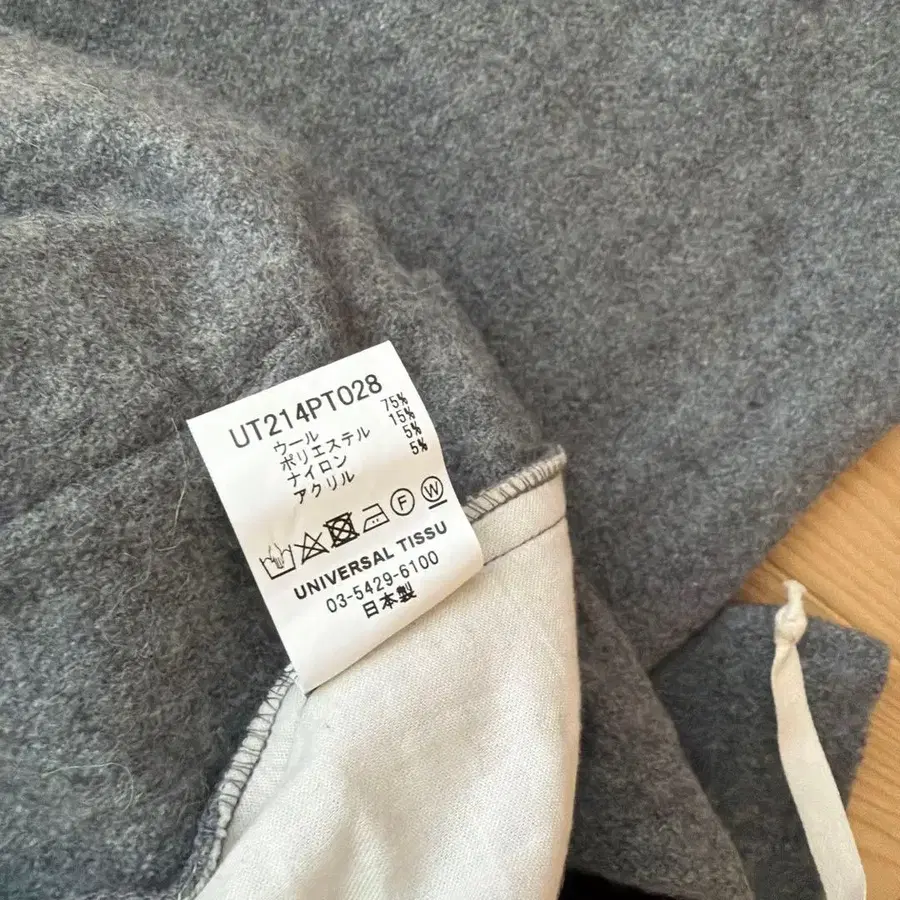 UT214PT028
ウール 75%
ポリエステル 15%
ナイロン 5%
アクリル 5%
F W
UNIVERSAL TISSU
03-5429-6100
日本製